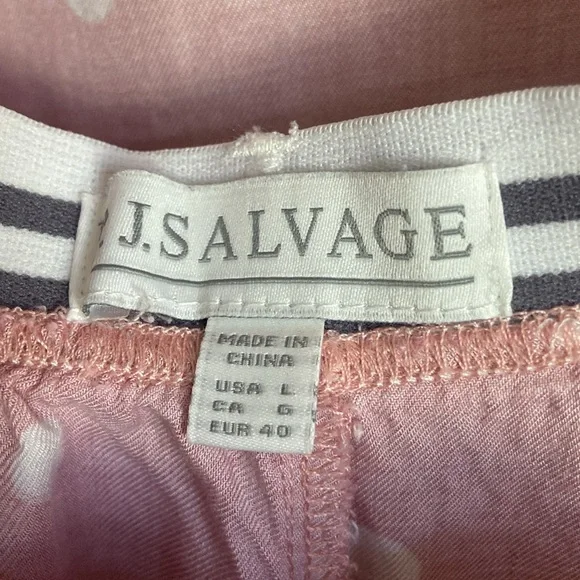 J.SALVAGE
MADE IN
CHINA
USA L
CA G
EUR 40